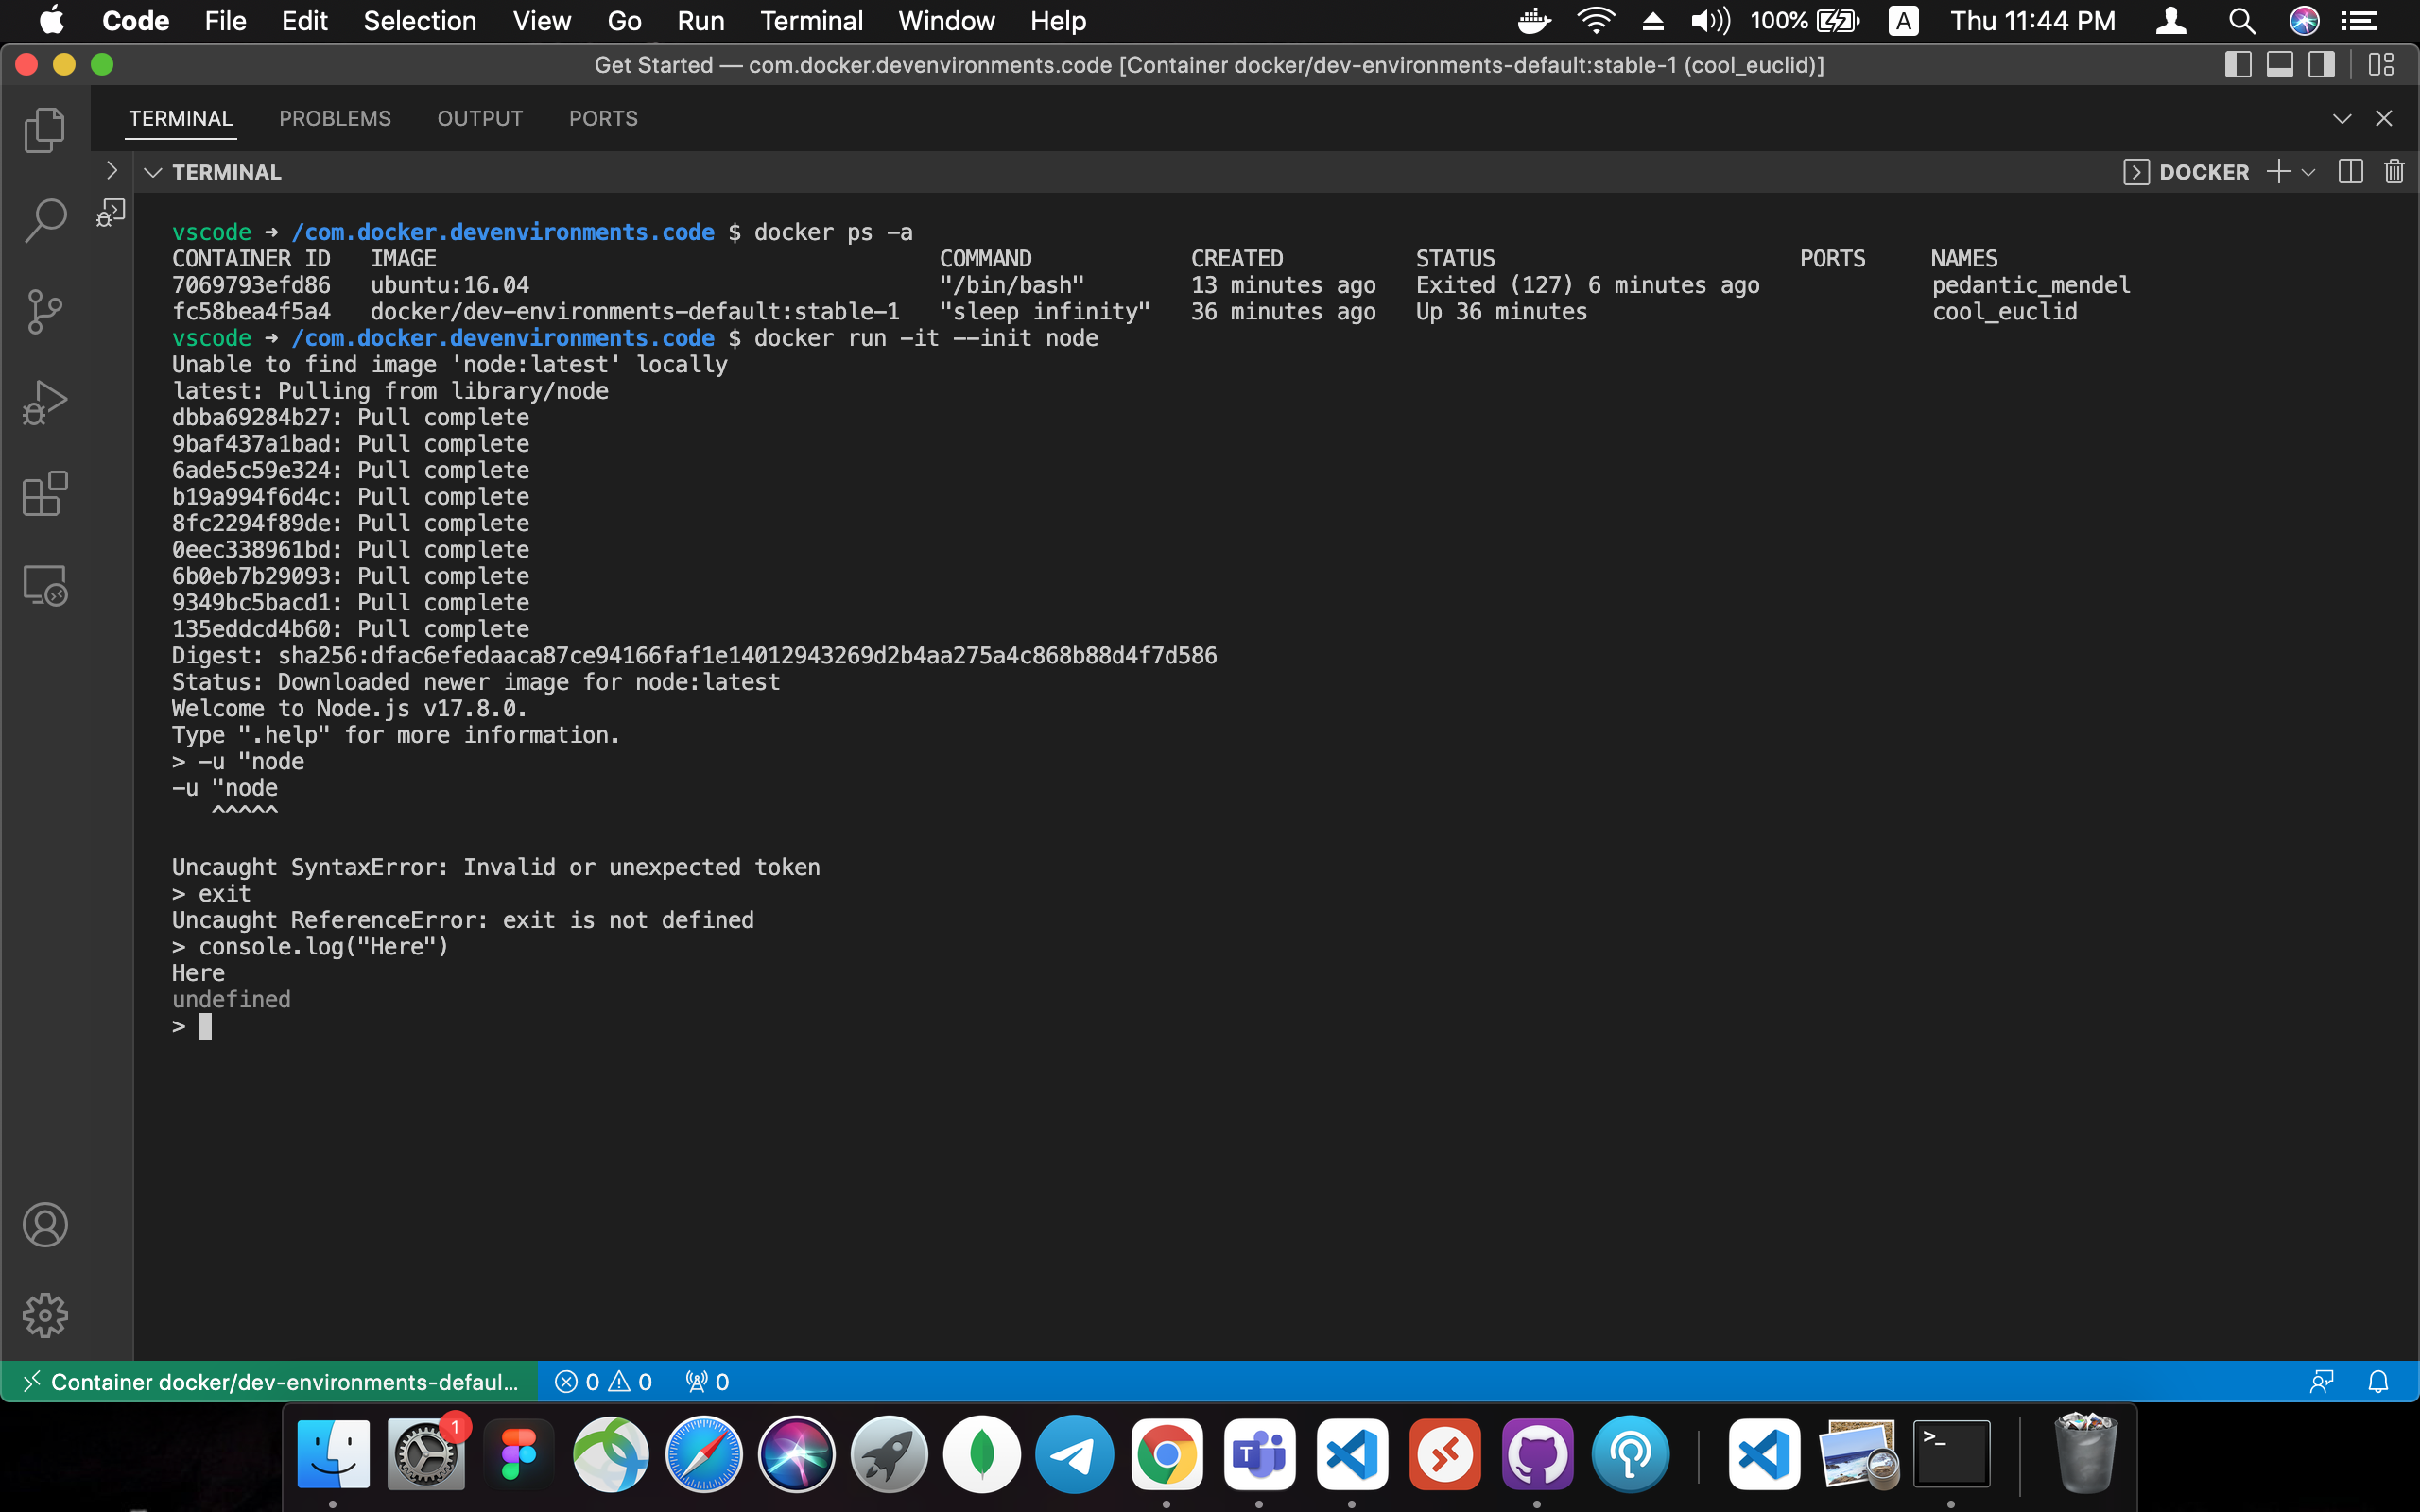 Code File Edit Selection View Go Run Terminal Window Help 100% A Thu 11:44 PM
Get Started — com.docker.devenvironments.code [Container docker/dev-environments-default:stable-1 (cool_euclid)]
TERMINAL PROBLEMS OUTPUT PORTS
TERMINAL DOCKER
vscode → /com.docker.devenvironments.code $ docker ps -a
CONTAINER ID IMAGE COMMAND CREATED STATUS PORTS NAMES
7069793efd86 ubuntu:16.04 "/bin/bash" 13 minutes ago Exited (127) 6 minutes ago pedantic_mendel
fc58bea4f5a4 docker/dev-environments-default:stable-1 "sleep infinity" 36 minutes ago Up 36 minutes cool_euclid
vscode → /com.docker.devenvironments.code $ docker run -it --init node
Unable to find image 'node:latest' locally
latest: Pulling from library/node
dbba69284b27: Pull complete
9baf437a1bad: Pull complete
6ade5c59e324: Pull complete
b19a994f6d4c: Pull complete
8fc2294f89de: Pull complete
0eec338961bd: Pull complete
6b0eb7b29093: Pull complete
9349bc5bacd1: Pull complete
135eddcd4b60: Pull complete
Digest: sha256:dfac6efedaaca87ce94166faf1e14012943269d2b4aa275a4c868b88d4f7d586
Status: Downloaded newer image for node:latest
Welcome to Node.js v17.8.0.
Type ".help" for more information.
> -u "node
-u "node
^^^^^
Uncaught SyntaxError: Invalid or unexpected token
> exit
Uncaught ReferenceError: exit is not defined
> console.log("Here")
Here
undefined
>
Container docker/dev-environments-defaul... 0 0 0
1 T >_